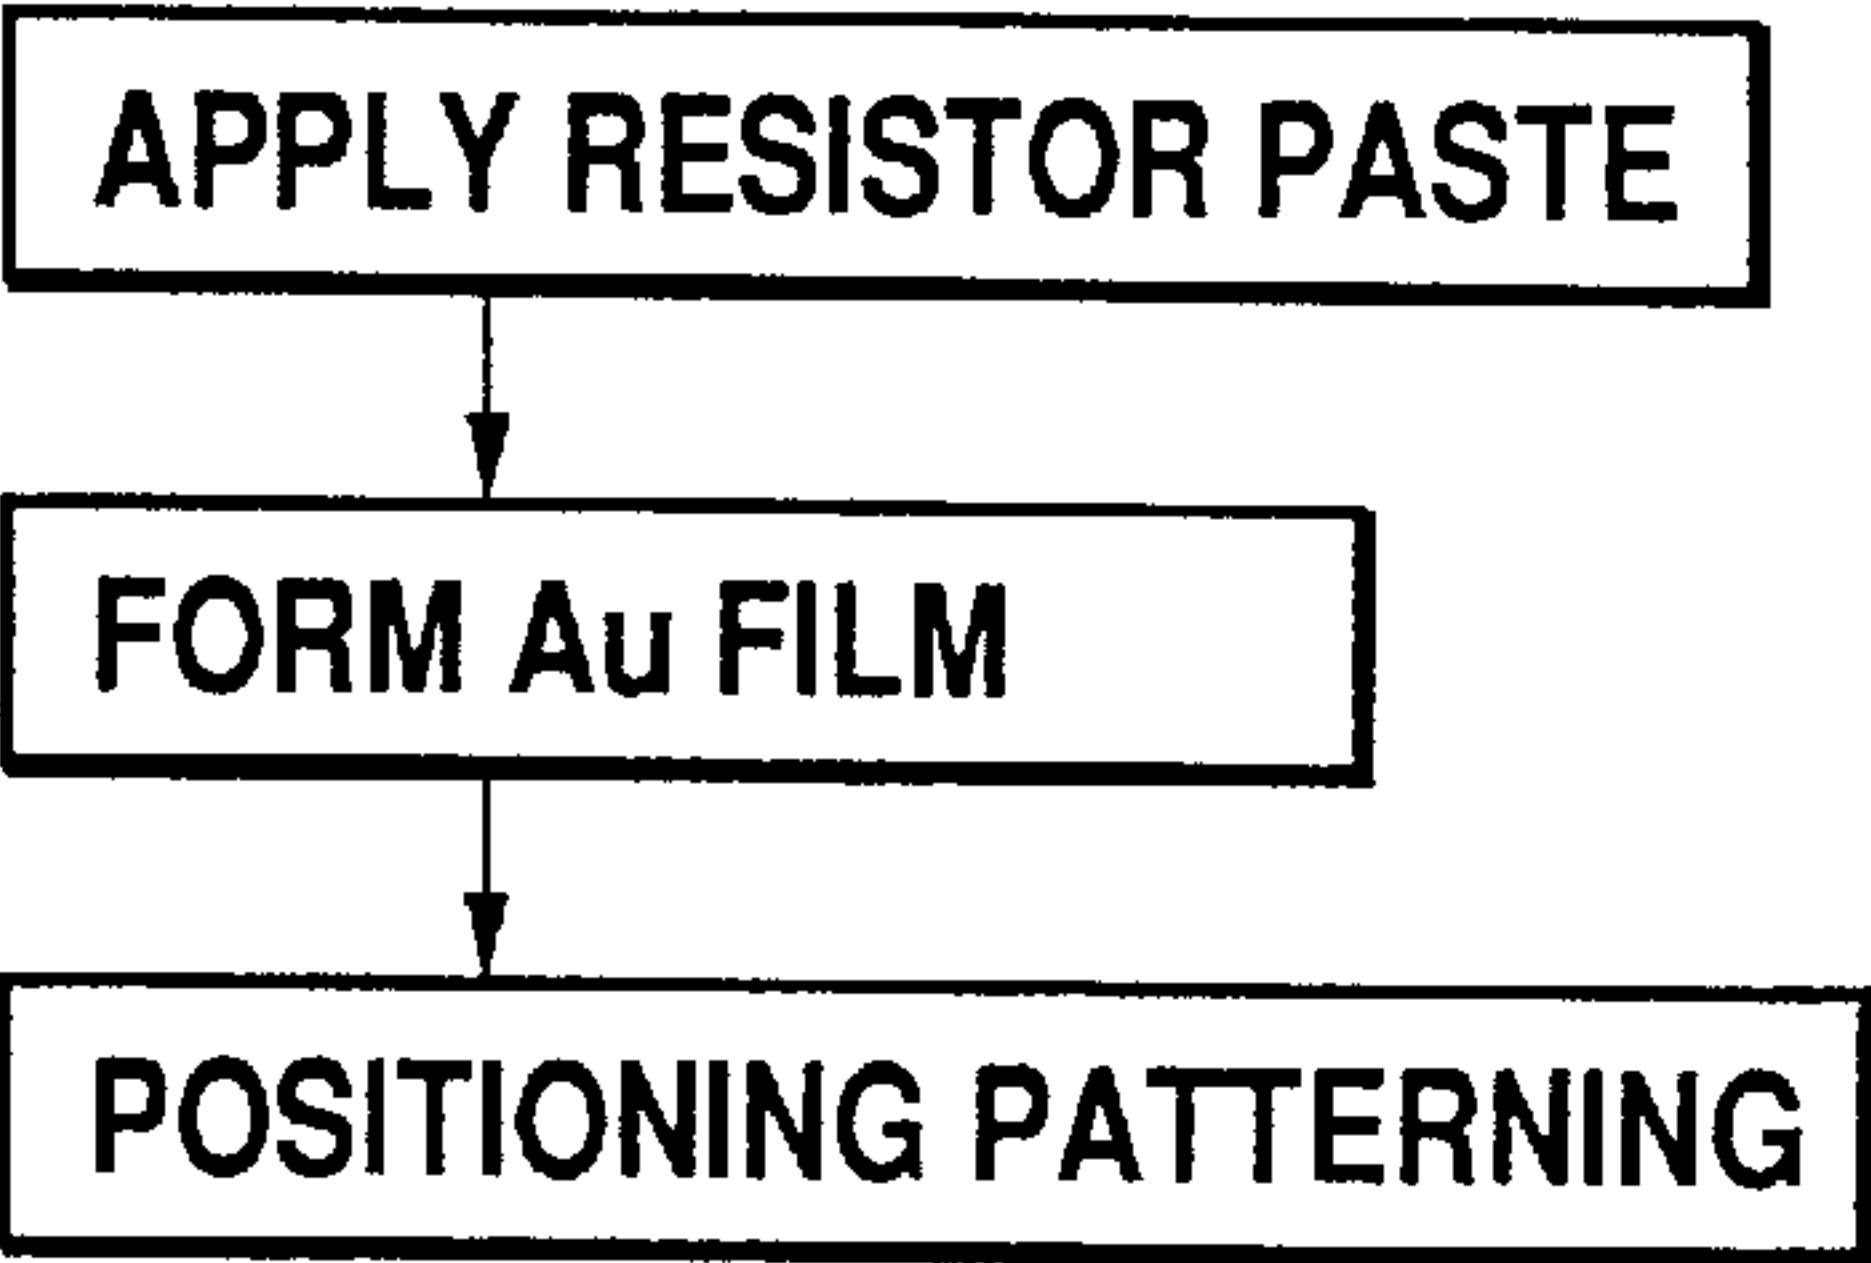 APPLY RESISTOR PASTE
FORM Au FILM
POSITIONING PATTERNING